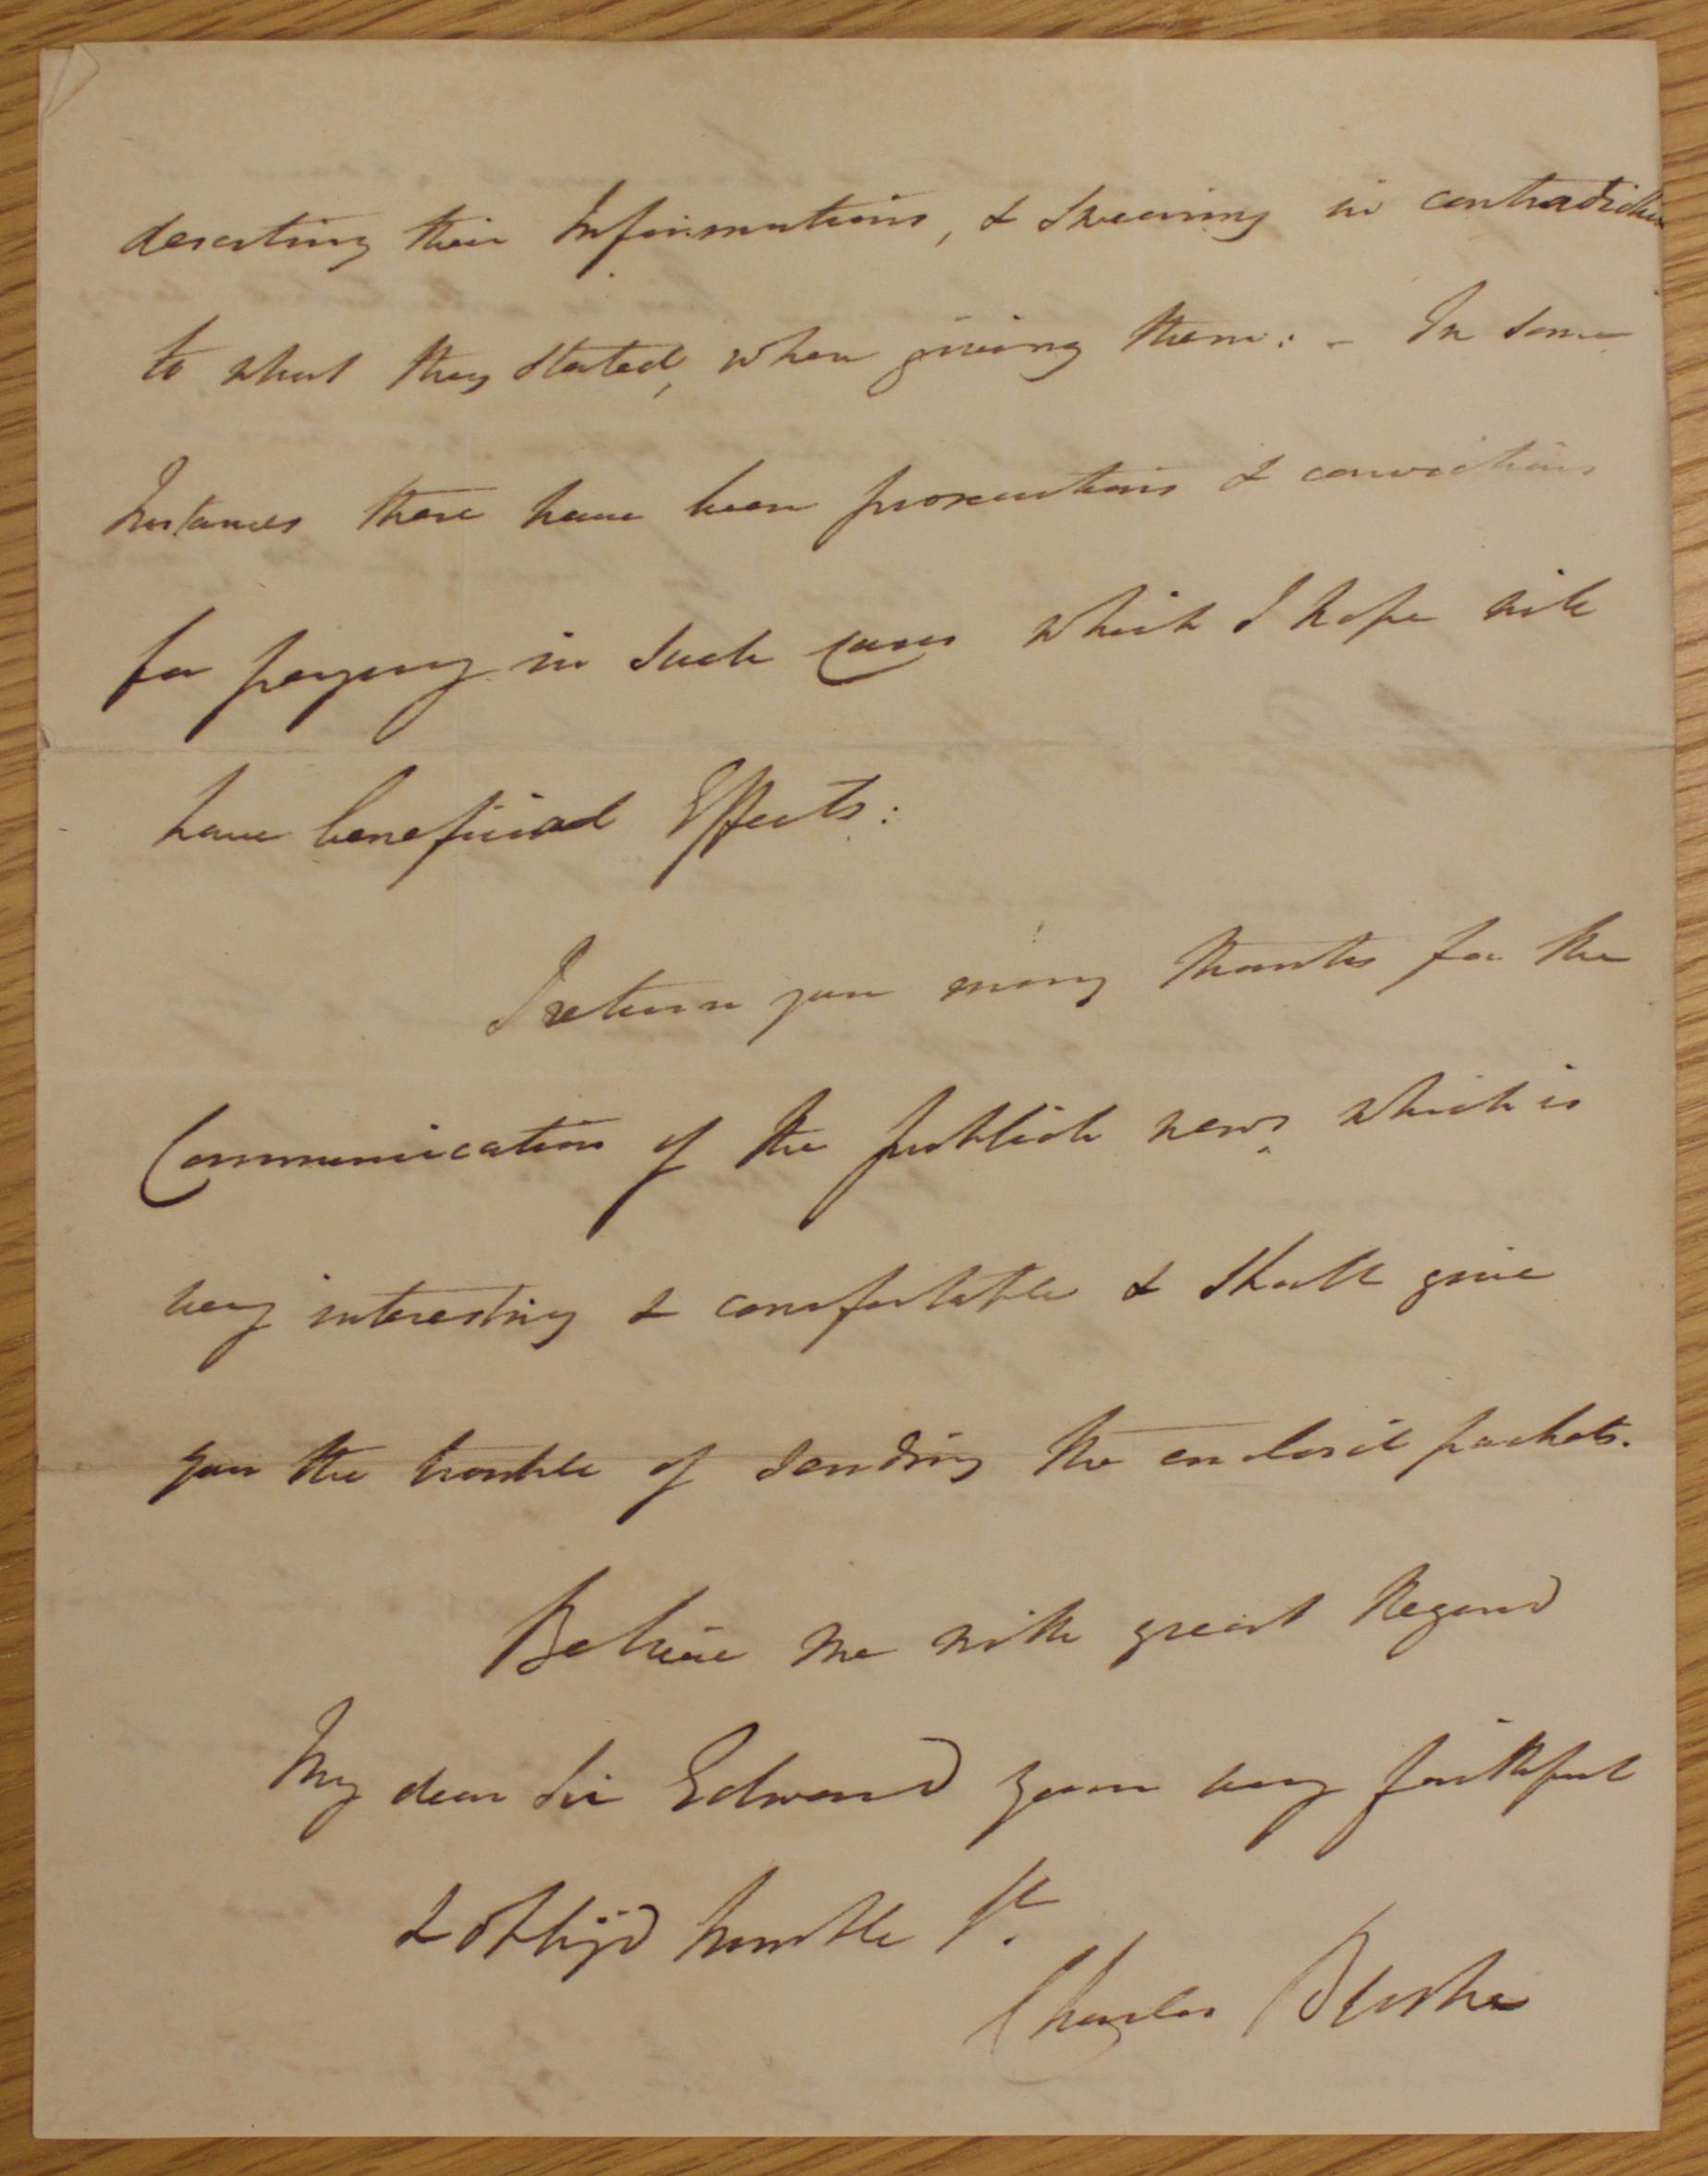 deserting their Informations, & Swearing in contradiction
to what they Stated, when giving them: - In some
Instances there have been prosecutions & convictions
for perjury in Such Cases which I hope will
have beneficial Effects:
I return you many thanks for the
Communication of the publick news which is
very interesting & comfortable & Shall give
you the trouble of Sending the enclos'd packets.
Believe me with great Regard
My dear Sir Edward your very faithful
& oblig'd humble St.
Charles